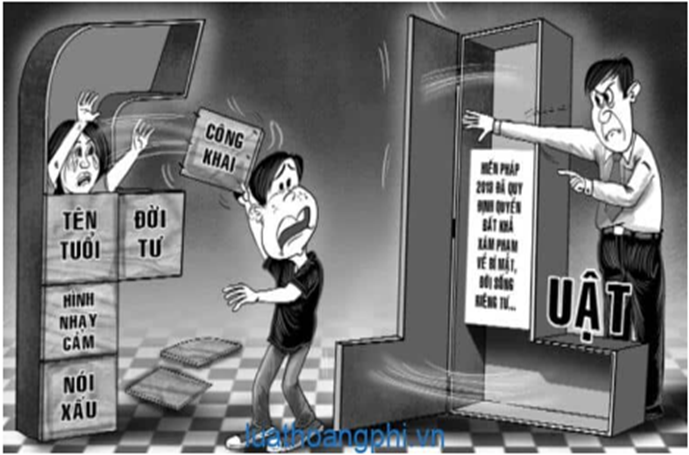 CÔNG
KHAI
TÊN
TUỔI
ĐỜI
TƯ
HÌNH
NHẠY
CẢM
NÓI
XẤU
HIẾN PHÁP
2013 ĐÃ QUY
ĐỊNH QUYỀN
BẤT KHẢ
XÂM PHẠM
VỀ BÍ MẬT,
ĐỜI SỐNG
RIÊNG TƯ...
UẬT
luathoangphi.vn